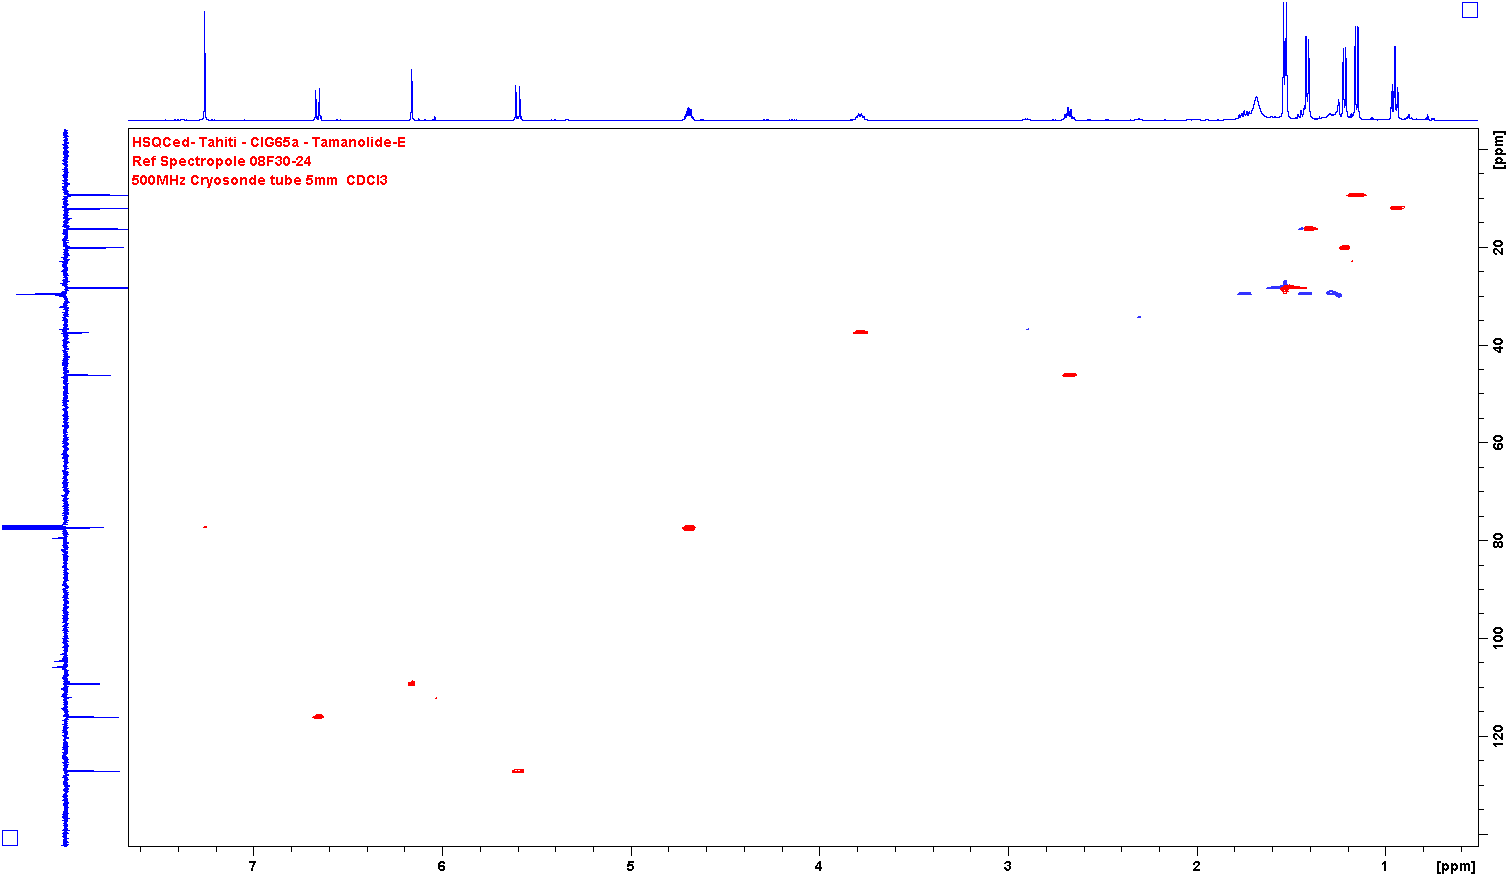 HSQCed- Tahiti - CIG65a - Tamanolide-E
Ref Spectropole 08F30-24
500MHz Cryosonde tube 5mm CDCl3
[ppm]
20
40
60
80
100
120
7 6 5 4 3 2 1 [ppm]